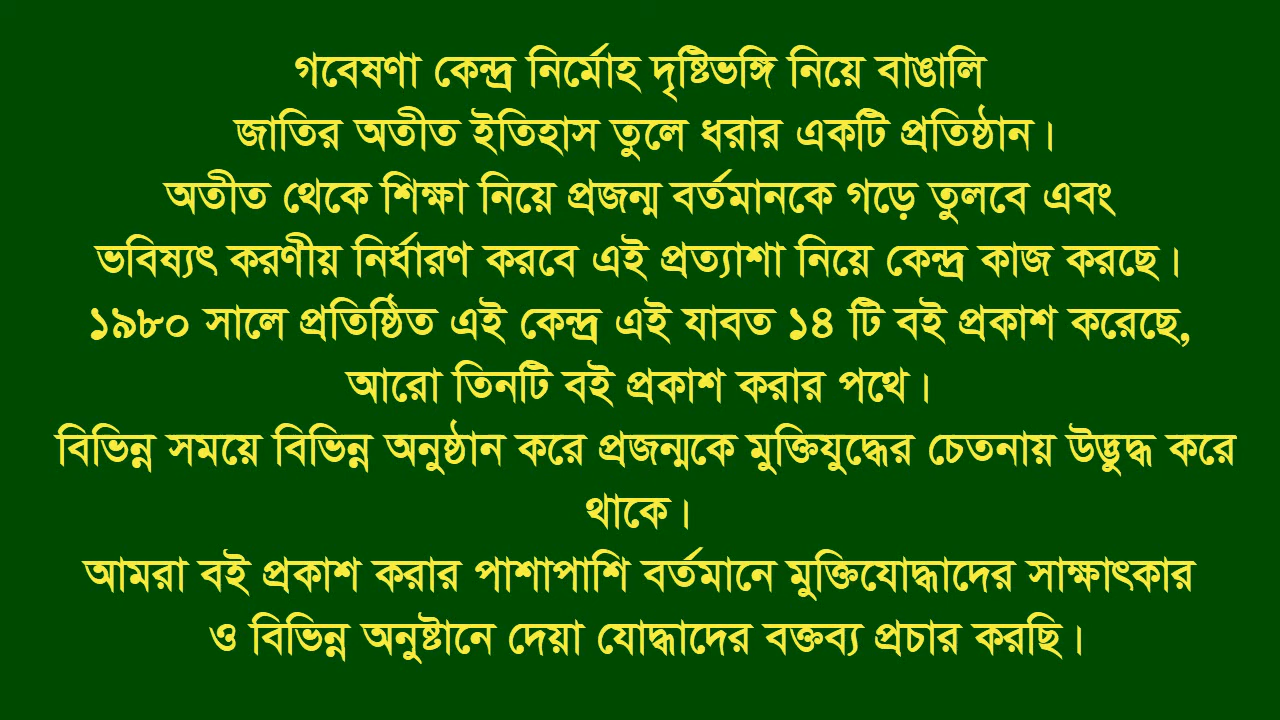 গবেষণা কেন্দ্র নির্মোহ দৃষ্টিভঙ্গি নিয়ে বাঙালি
জাতির অতীত ইতিহাস তুলে ধরার একটি প্রতিষ্ঠান।
অতীত থেকে শিক্ষা নিয়ে প্রজন্ম বর্তমানকে গড়ে তুলবে এবং
ভবিষ্যৎ করণীয় নির্ধারণ করবে এই প্রত্যাশা নিয়ে কেন্দ্র কাজ করছে।
১৯৮০ সালে প্রতিষ্ঠিত এই কেন্দ্র এই যাবত ১৪ টি বই প্রকাশ করেছে,
আরো তিনটি বই প্রকাশ করার পথে।
বিভিন্ন সময়ে বিভিন্ন অনুষ্ঠান করে প্রজন্মকে মুক্তিযুদ্ধের চেতনায় উদ্ভুদ্ধ করে
থাকে।
আমরা বই প্রকাশ করার পাশাপাশি বর্তমানে মুক্তিযোদ্ধাদের সাক্ষাৎকার
ও বিভিন্ন অনুষ্টানে দেয়া যোদ্ধাদের বক্তব্য প্রচার করছি।